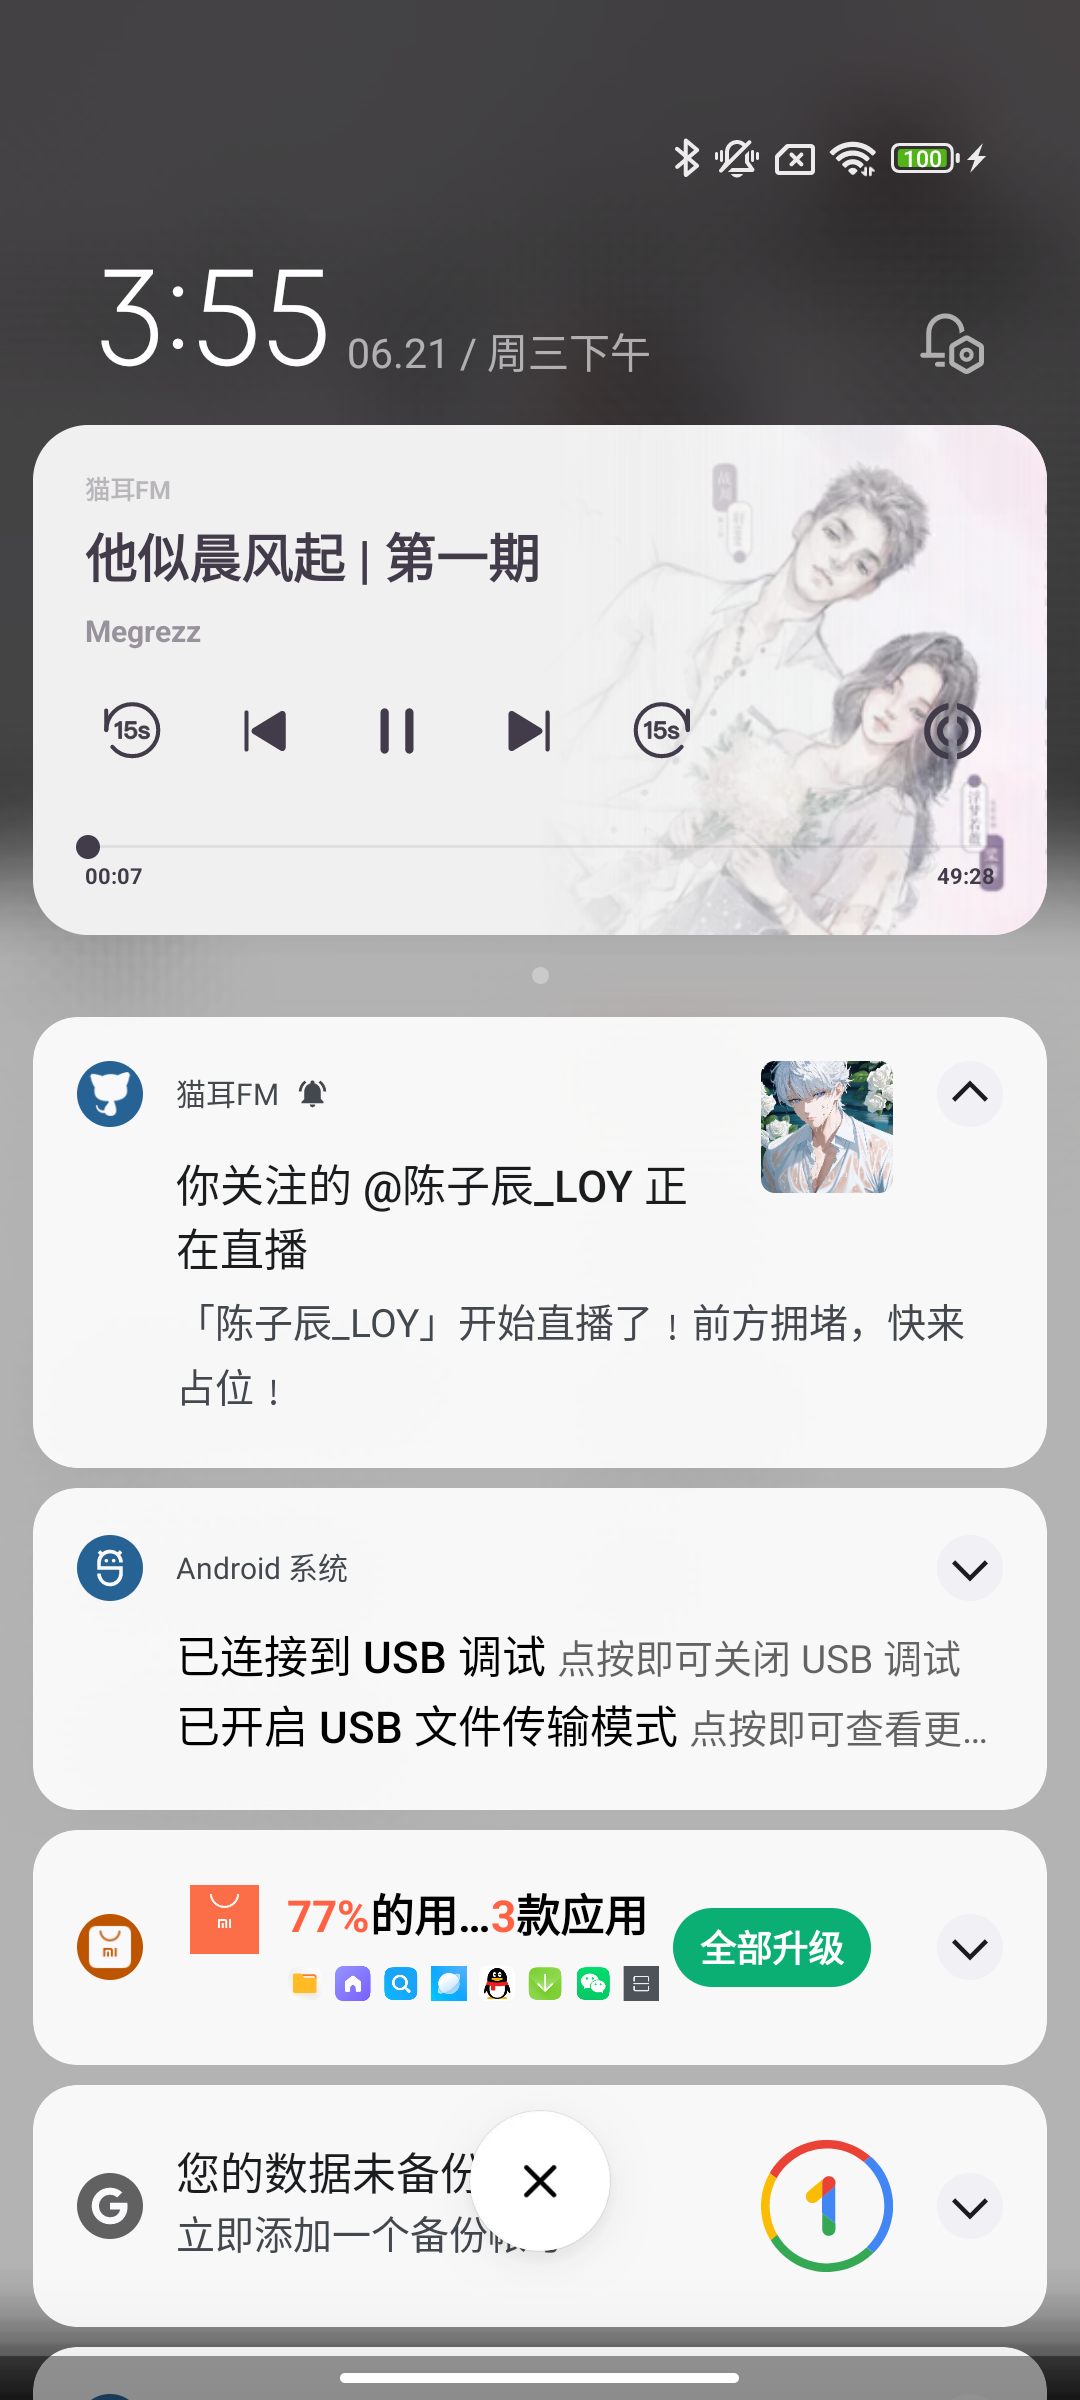 100
3:55 06.21 / 周三下午
猫耳FM
他似晨风起 | 第一期
Megrezz
15s
15s
00:07
49:28
猫耳FM
你关注的 @陈子辰_LOY 正
在直播
「陈子辰_LOY」开始直播了！前方拥堵，快来
占位！
Android 系统
已连接到 USB 调试 点按即可关闭 USB 调试
已开启 USB 文件传输模式 点按即可查看更...
77%的用...3款应用
全部升级
您的数据未备份
立即添加一个备份